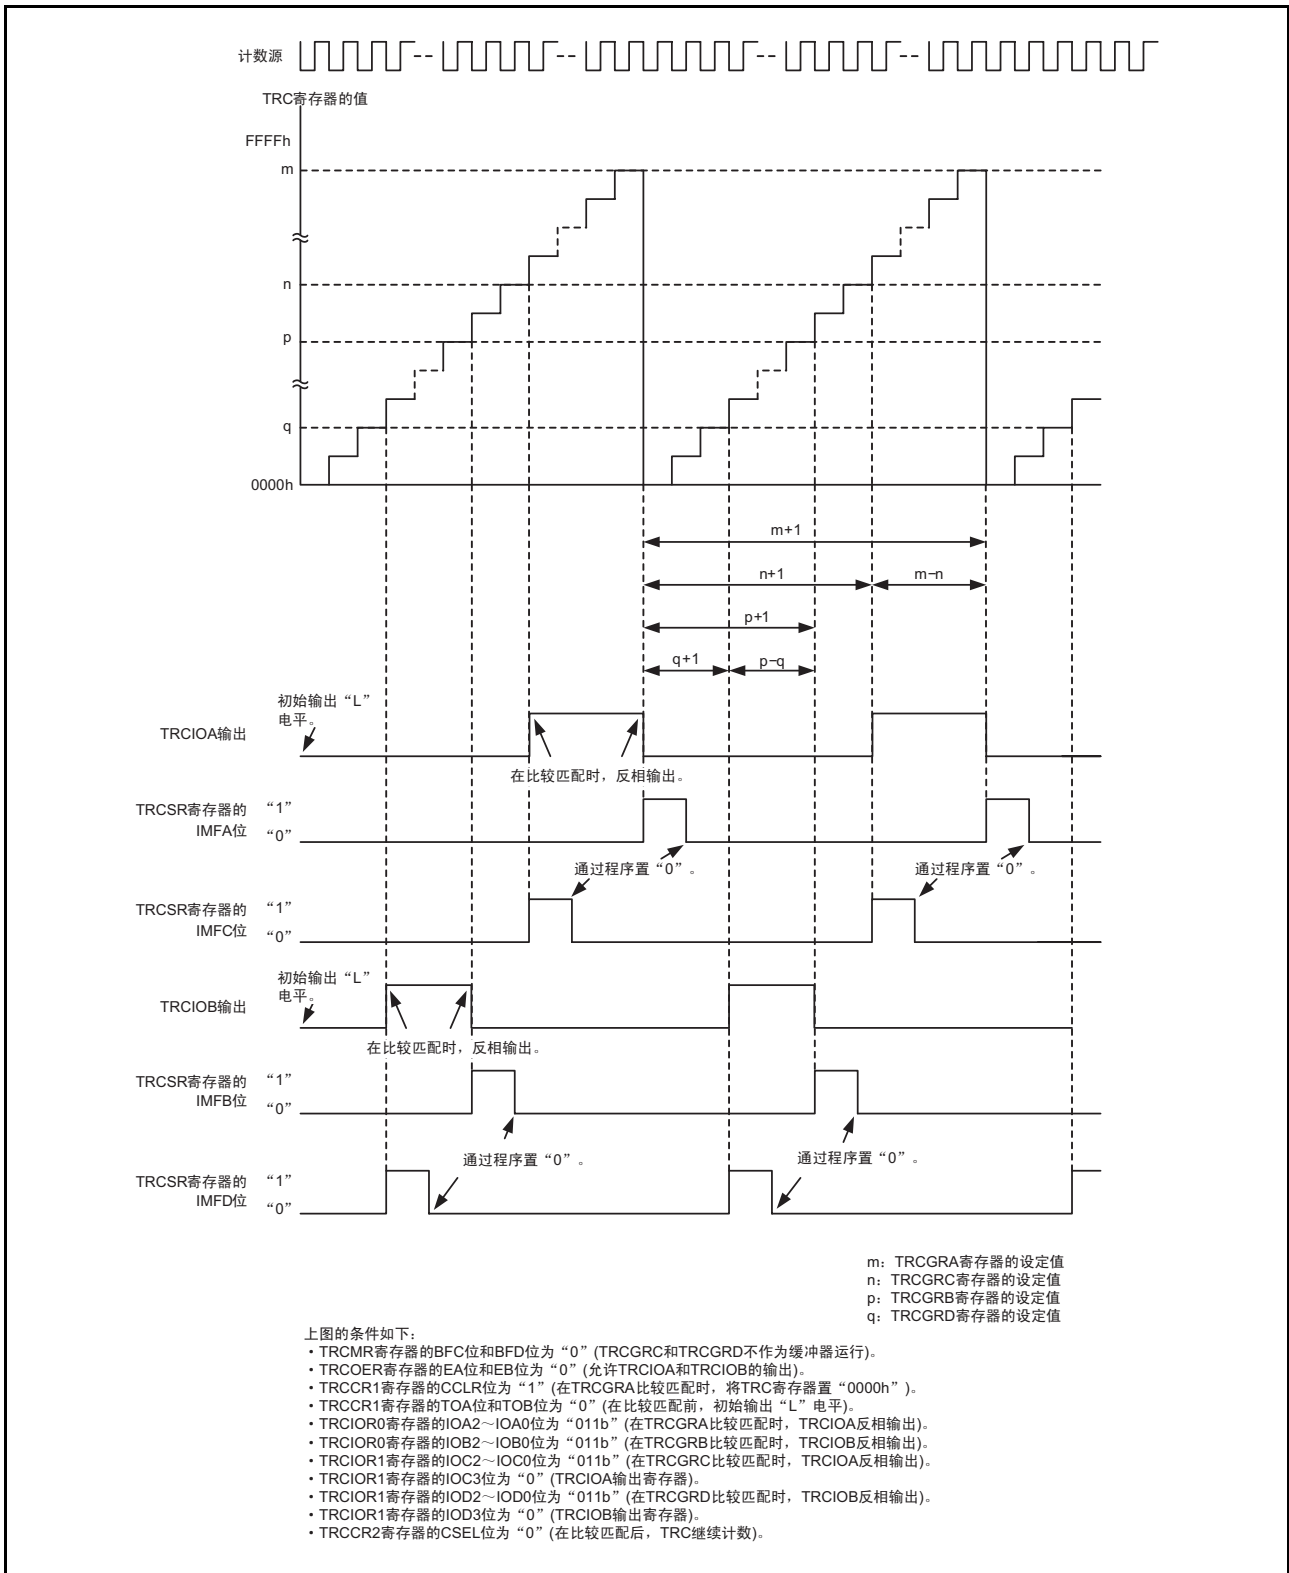 计数源
TRC寄存器的值
FFFFh
m
n
p
q
0000h
m+1
n+1
m−n
p+1
q+1
p−q
初始输出“L”
电平。
TRCIOA输出
在比较匹配时，反相输出。
TRCSR寄存器的
IMFA位
“1”
“0”
通过程序置“0”。
通过程序置“0”。
TRCSR寄存器的
IMFC位
“1”
“0”
初始输出“L”
电平。
TRCIOB输出
在比较匹配时，反相输出。
TRCSR寄存器的
IMFB位
“1”
“0”
通过程序置“0”。
通过程序置“0”。
TRCSR寄存器的
IMFD位
“1”
“0”
m：TRCGRA寄存器的设定值
n：TRCGRC寄存器的设定值
p：TRCGRB寄存器的设定值
q：TRCGRD寄存器的设定值
上图的条件如下：
・TRCMR寄存器的BFC位和BFD位为“0”(TRCGRC和TRCGRD不作为缓冲器运行)。
・TRCOER寄存器的EA位和EB位为“0”(允许TRCIOA和TRCIOB的输出)。
・TRCCR1寄存器的CCLR位为“1”(在TRCGRA比较匹配时，将TRC寄存器置“0000h”)。
・TRCCR1寄存器的TOA位和TOB位为“0”(在比较匹配前，初始输出“L”电平)。
・TRCIOR0寄存器的IOA2～IOA0位为“011b”(在TRCGRA比较匹配时，TRCIOA反相输出)。
・TRCIOR0寄存器的IOB2～IOB0位为“011b”(在TRCGRB比较匹配时，TRCIOB反相输出)。
・TRCIOR1寄存器的IOC2～IOC0位为“011b”(在TRCGRC比较匹配时，TRCIOA反相输出)。
・TRCIOR1寄存器的IOC3位为“0”(TRCIOA输出寄存器)。
・TRCIOR1寄存器的IOD2～IOD0位为“011b”(在TRCGRD比较匹配时，TRCIOB反相输出)。
・TRCIOR1寄存器的IOD3位为“0”(TRCIOB输出寄存器)。
・TRCCR2寄存器的CSEL位为“0”(在比较匹配后，TRC继续计数)。